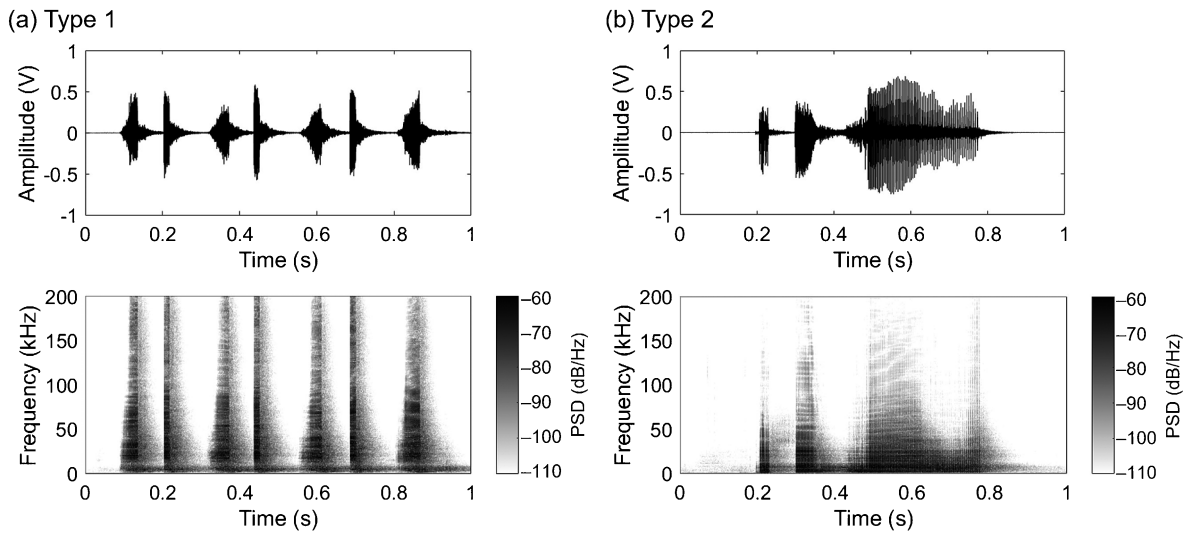 (a) Type 1
1
0.5
0
-0.5
-1
Ampliltude (V)
0 0.2 0.4 0.6 0.8 1
Time (s)
200
150
100
50
0
Frequency (kHz)
0 0.2 0.4 0.6 0.8 1
Time (s)
–60
–70
–80
–90
–100
–110
PSD (dB/Hz)
(b) Type 2
1
0.5
0
-0.5
-1
Ampliltude (V)
0 0.2 0.4 0.6 0.8 1
Time (s)
200
150
100
50
0
Frequency (kHz)
0 0.2 0.4 0.6 0.8 1
Time (s)
–60
–70
–80
–90
–100
–110
PSD (dB/Hz)